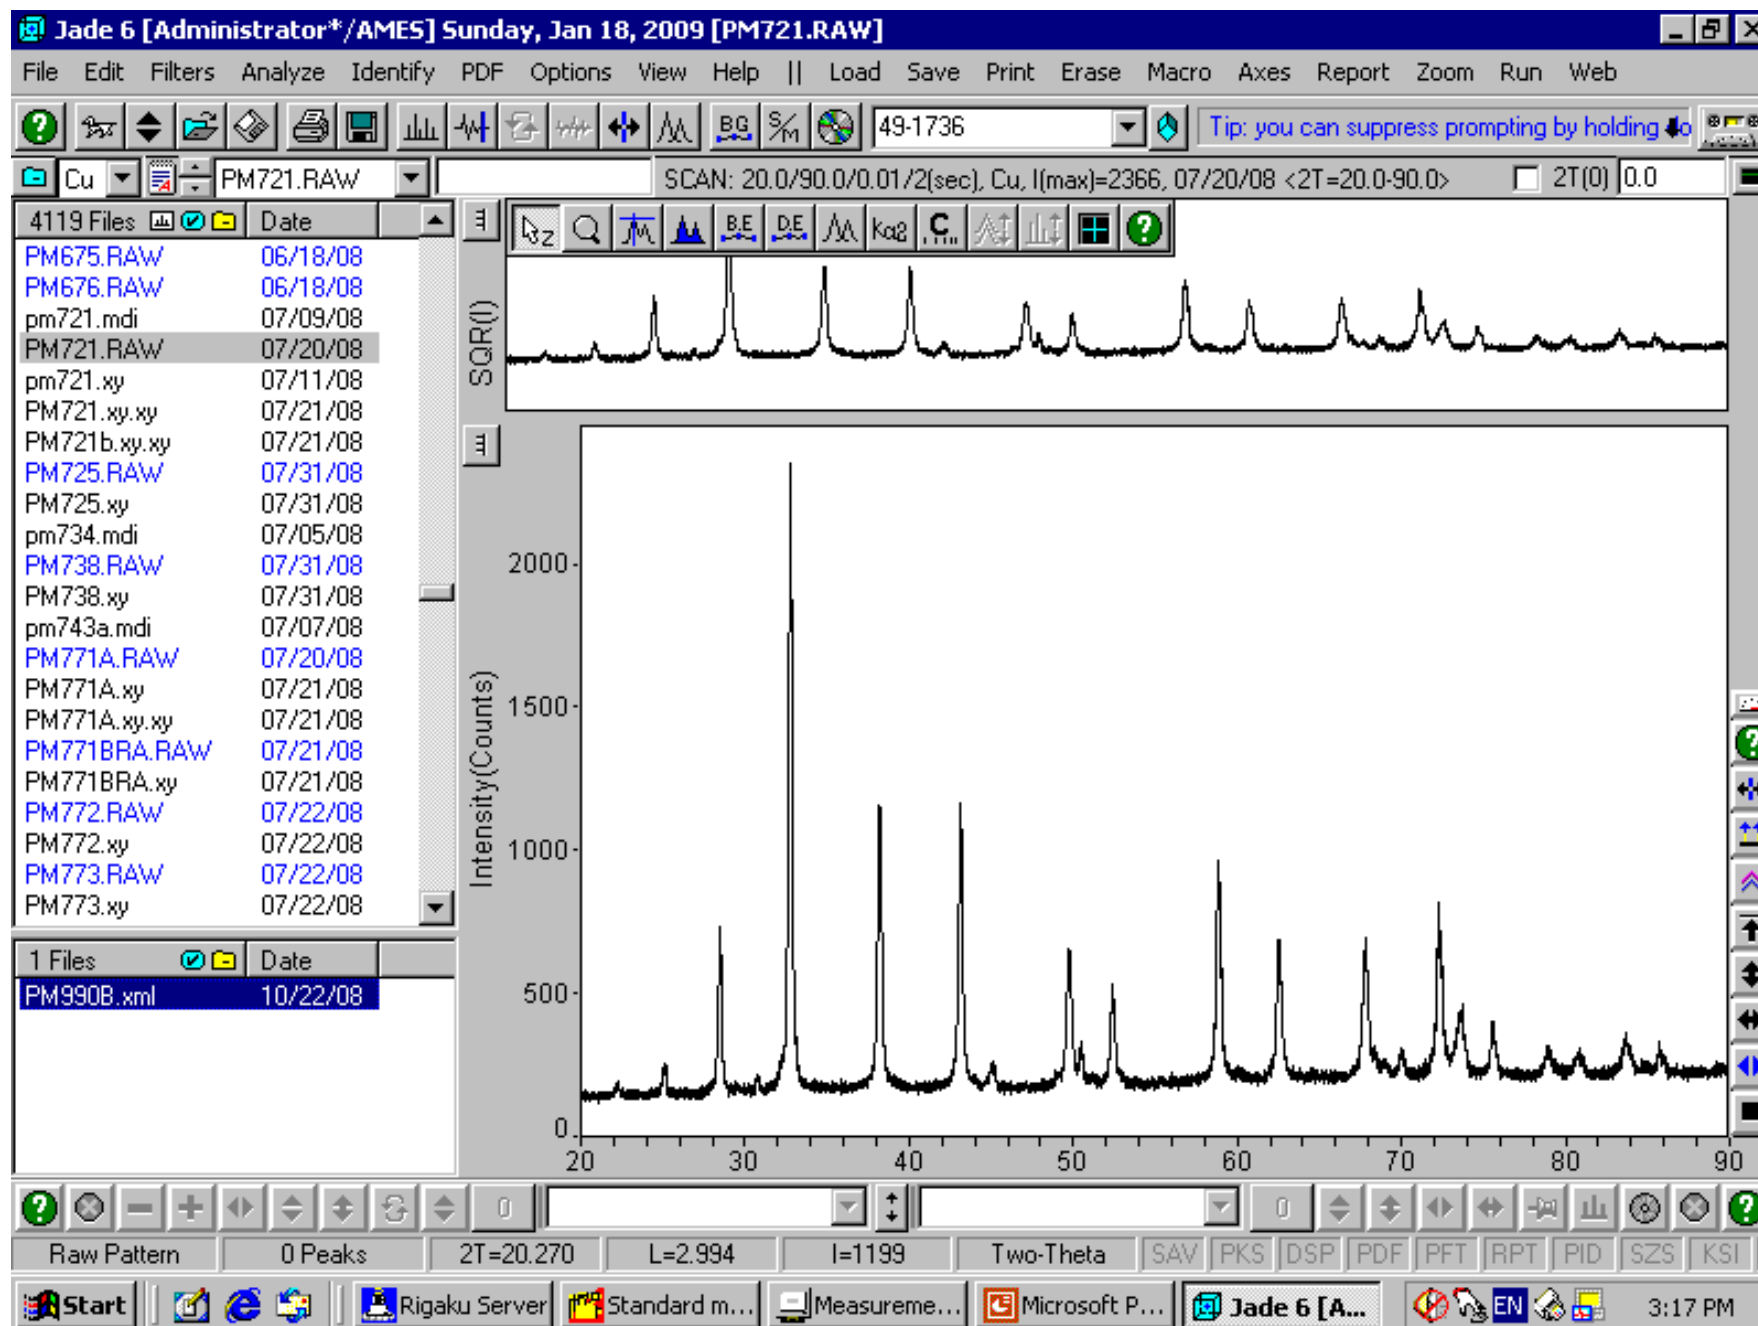 Jade 6 [Administrator*/AMES] Sunday, Jan 18, 2009 [PM721.RAW]
File Edit Filters Analyze Identify PDF Options View Help || Load Save Print Erase Macro Axes Report Zoom Run Web
BG S/M 49-1736 Tip: you can suppress prompting by holding
Cu PM721.RAW SCAN: 20.0/90.0/0.01/2(sec), Cu, I(max)=2366, 07/20/08 <2T=20.0-90.0> 2T(0) 0.0
4119 Files Date
PM675.RAW 06/18/08
PM676.RAW 06/18/08
pm721.mdi 07/09/08
PM721.RAW 07/20/08
pm721.xy 07/11/08
PM721.xy.xy 07/21/08
PM721b.xy.xy 07/21/08
PM725.RAW 07/31/08
PM725.xy 07/31/08
pm734.mdi 07/05/08
PM738.RAW 07/31/08
PM738.xy 07/31/08
pm743a.mdi 07/07/08
PM771A.RAW 07/20/08
PM771A.xy 07/21/08
PM771A.xy.xy 07/21/08
PM771BRA.RAW 07/21/08
PM771BRA.xy 07/21/08
PM772.RAW 07/22/08
PM772.xy 07/22/08
PM773.RAW 07/22/08
PM773.xy 07/22/08
1 Files Date
PM990B.xml 10/22/08
Z B.E. D.E. Kα2 C
SQR(I)
Intensity(Counts)
2000
1500
1000
500
0
20 30 40 50 60 70 80 90
0 0
Raw Pattern 0 Peaks 2T=20.270 L=2.994 I=1199 Two-Theta SAV PKS DSP PDF PFT RPT PID SZS KSI
Start Rigaku Server Standard m... Measureme... Microsoft P... Jade 6 [A... EN 3:17 PM